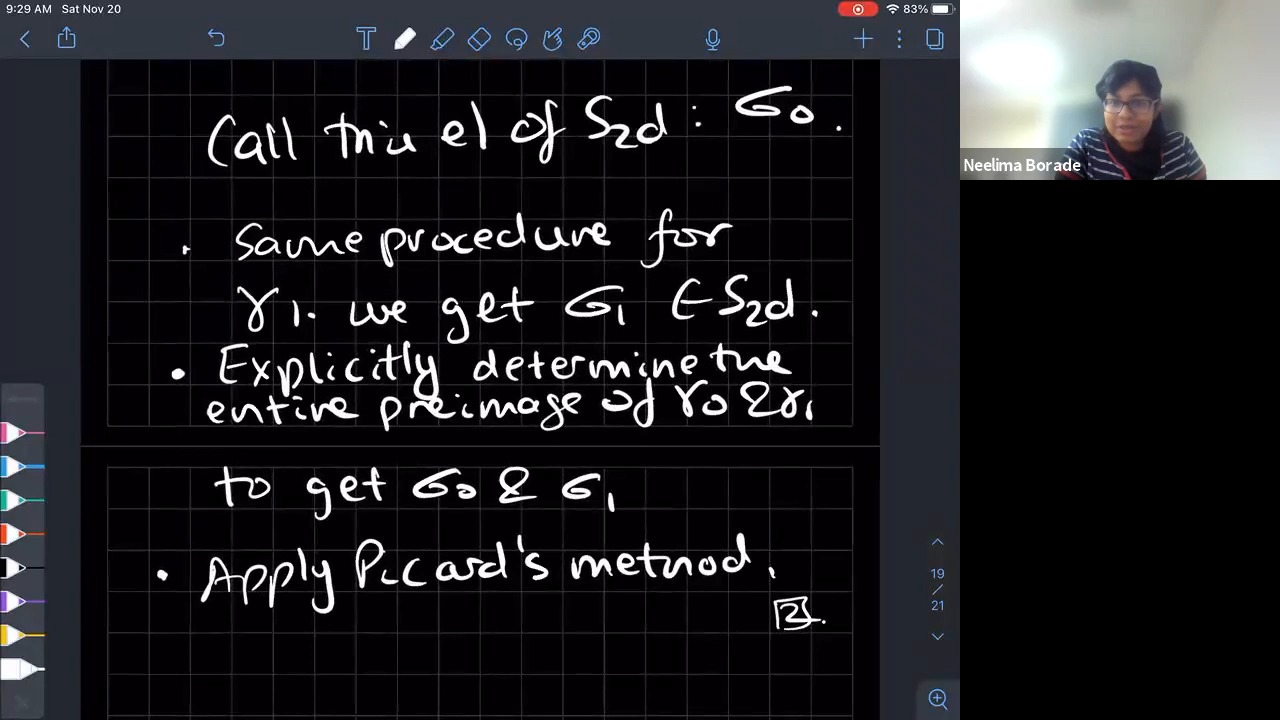 9:29 AM Sat Nov 20
83%
Call this el of S2d : σ0 .
Neelima Borade
. same procedure for
γ1. we get σ1 ∈ S2d.
• Explicitly determine the
entire preimage of γ0 & γ1
to get σ0 & σ1
• Apply Picard's method.
19
/
21